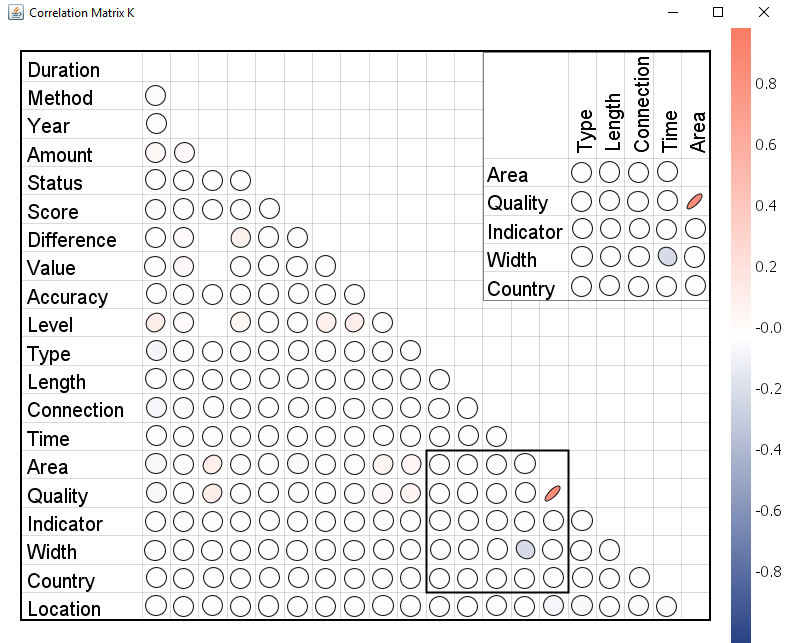 Correlation Matrix K
Duration
Method
Year
Amount
Status
Score
Difference
Value
Accuracy
Level
Type
Length
Connection
Time
Area
Quality
Indicator
Width
Country
Location
Type
Length
Connection
Time
Area
Area
Quality
Indicator
Width
Country
0.8
0.6
0.4
0.2
-0.0
-0.2
-0.4
-0.6
-0.8